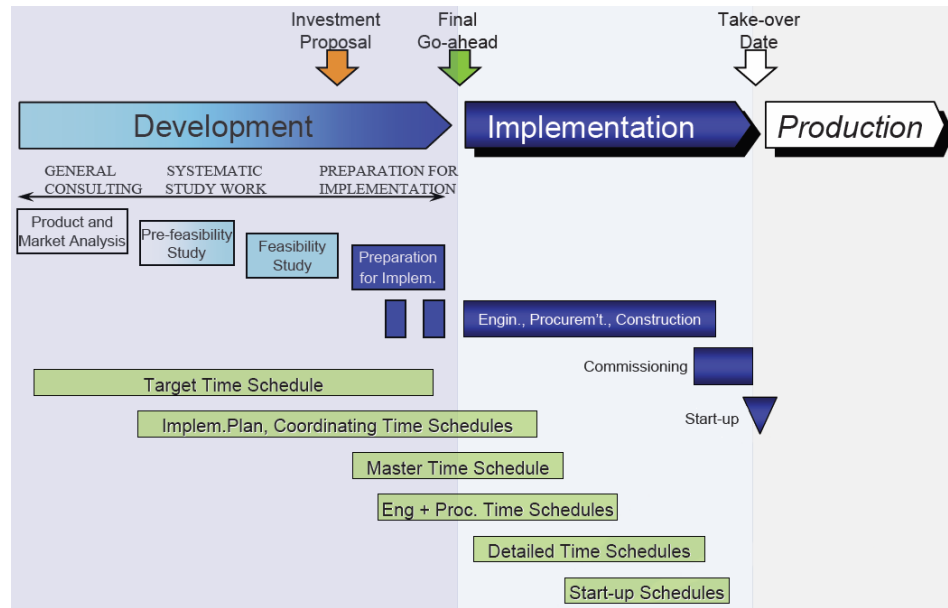 Investment
Proposal
Final
Go-ahead
Take-over
Date
Development
Implementation
Production
GENERAL
CONSULTING
SYSTEMATIC
STUDY WORK
PREPARATION FOR
IMPLEMENTATION
Product and
Market Analysis
Pre-feasibility
Study
Feasibility
Study
Preparation
for Implem.
Engin., Procurem't., Construction
Commissioning
Start-up
Target Time Schedule
Implem.Plan, Coordinating Time Schedules
Master Time Schedule
Eng + Proc. Time Schedules
Detailed Time Schedules
Start-up Schedules